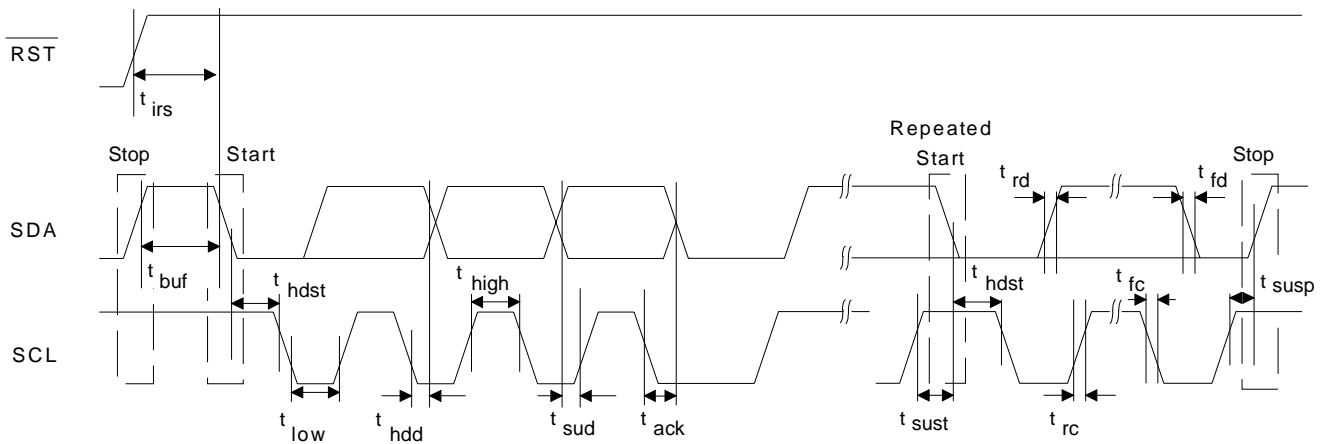 RST
t irs
Repeated
Stop Start Start Stop
t rd t fd
SDA
t buf t hdst t high t hdst t fc t susp
SCL
t low t hdd t sud t ack t sust t rc